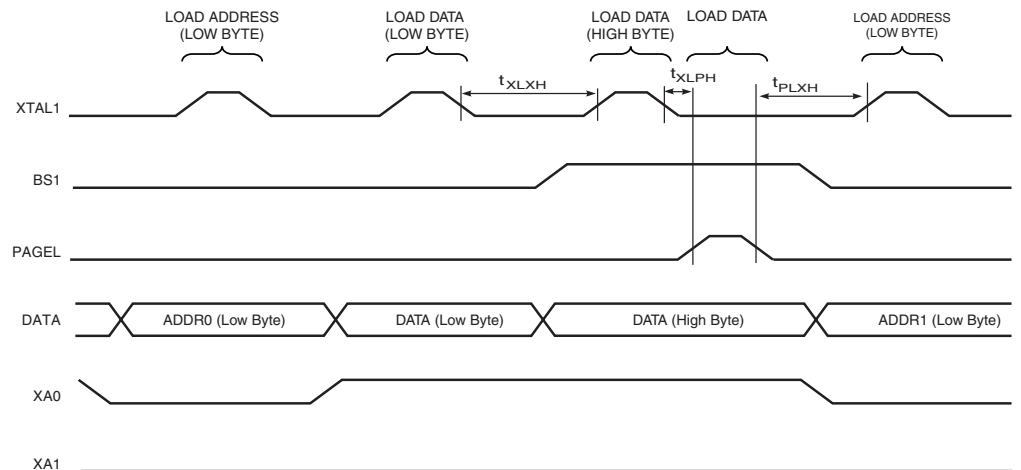 LOAD ADDRESS
(LOW BYTE)
LOAD DATA
(LOW BYTE)
LOAD DATA
(HIGH BYTE)
LOAD DATA
LOAD ADDRESS
(LOW BYTE)
tXLXH
tXLPH
tPLXH
XTAL1
BS1
PAGEL
DATA
ADDR0 (Low Byte)
DATA (Low Byte)
DATA (High Byte)
ADDR1 (Low Byte)
XA0
XA1